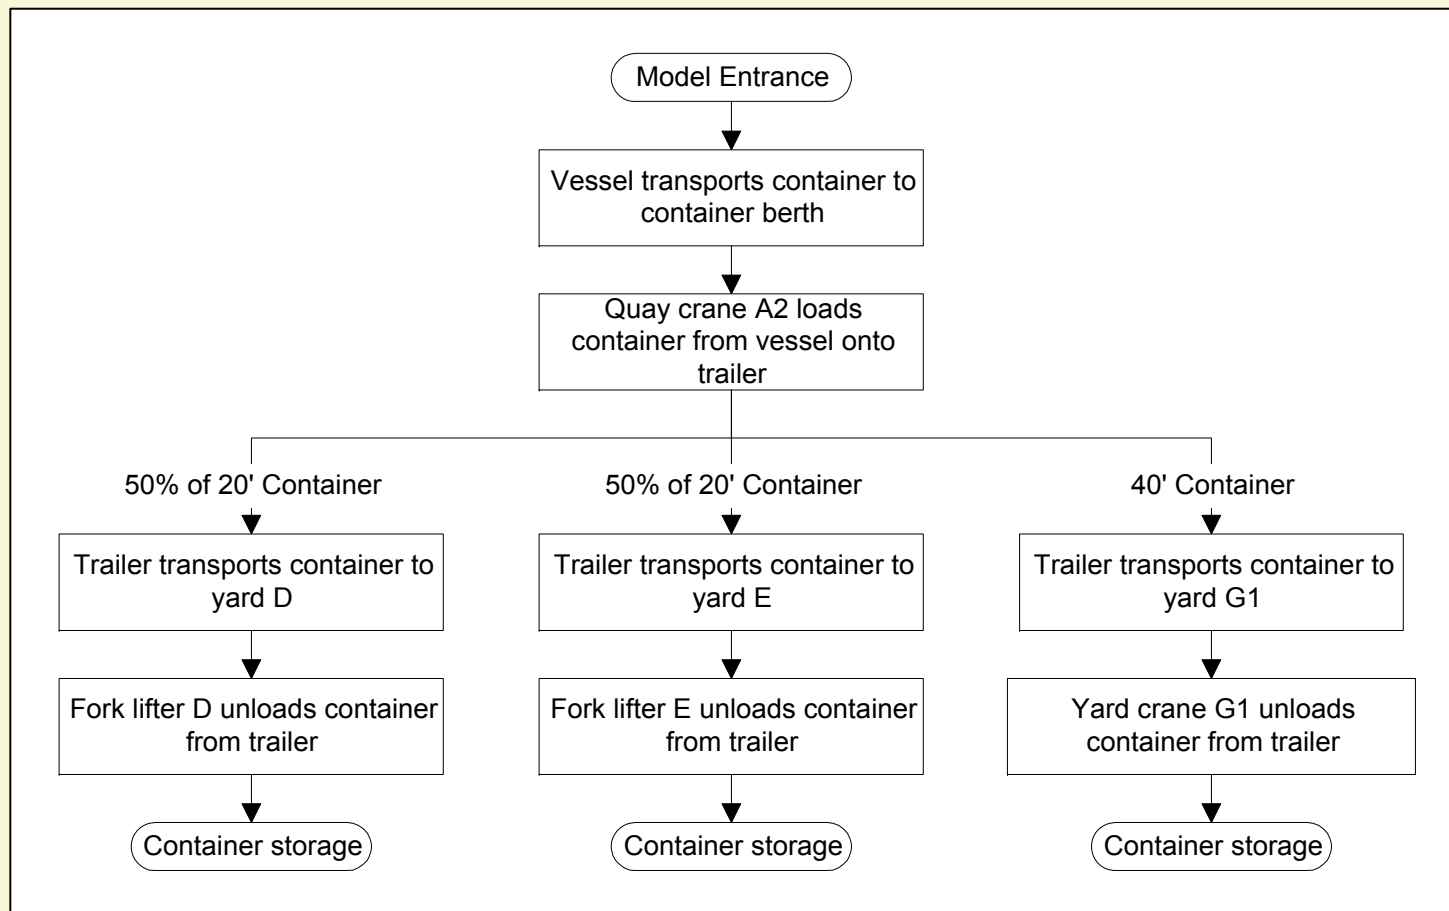 Model Entrance
Vessel transports container to
container berth
Quay crane A2 loads
container from vessel onto
trailer
50% of 20' Container
50% of 20' Container
40' Container
Trailer transports container to
yard D
Trailer transports container to
yard E
Trailer transports container to
yard G1
Fork lifter D unloads container
from trailer
Fork lifter E unloads container
from trailer
Yard crane G1 unloads
container from trailer
Container storage
Container storage
Container storage